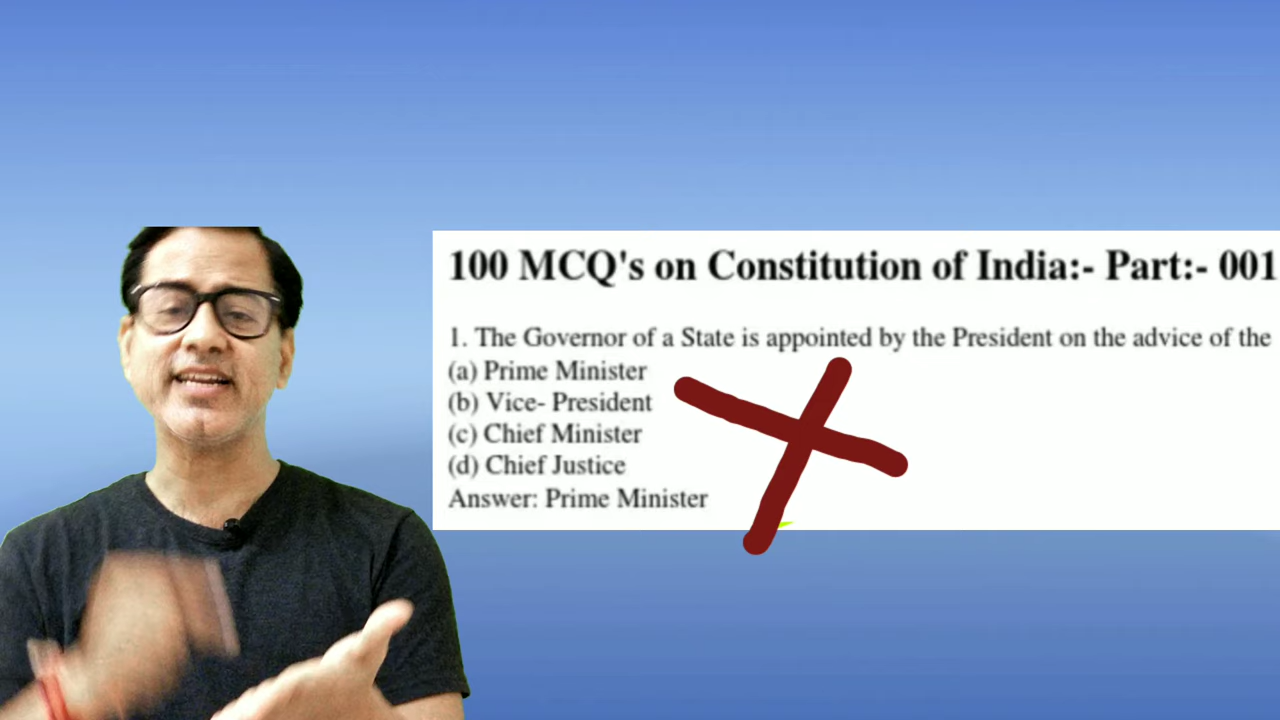 100 MCQ's on Constitution of India:- Part:- 001
1. The Governor of a State is appointed by the President on the advice of the
(a) Prime Minister
(b) Vice- President
(c) Chief Minister
(d) Chief Justice
Answer: Prime Minister